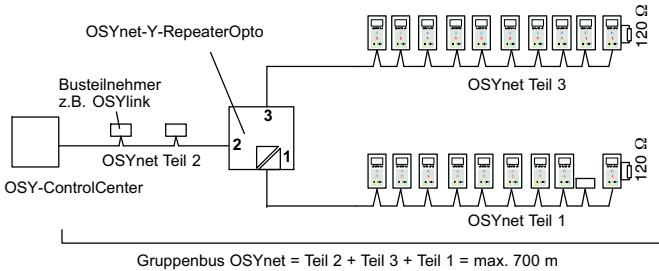 OSYnet-Y-RepeaterOpto
120 Ω
OSYnet Teil 3
Busteilnehmer
z.B. OSYlink
3
2
1
OSYnet Teil 2
OSY-ControlCenter
120 Ω
OSYnet Teil 1
Gruppenbus OSYnet = Teil 2 + Teil 3 + Teil 1 = max. 700 m